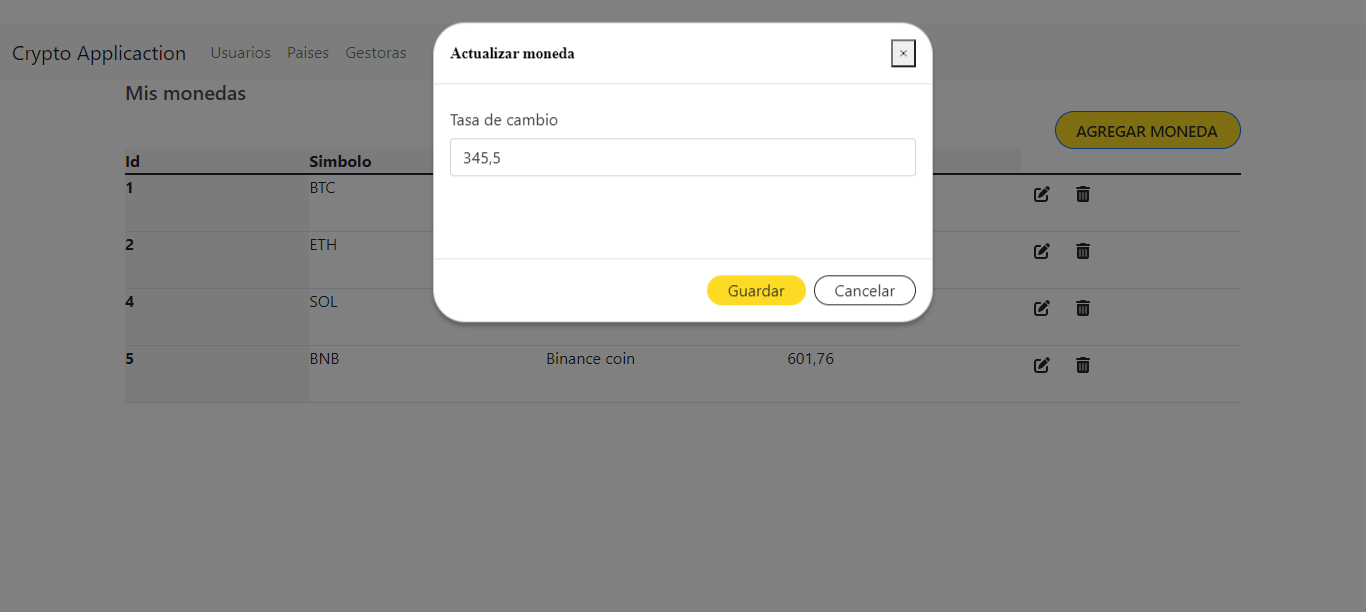 Crypto Applicaction Usuarios Paises Gestoras
Mis monedas
AGREGAR MONEDA
Actualizar moneda ×
Tasa de cambio
345,5
Guardar Cancelar
Id Simbolo
1 BTC
2 ETH
4 SOL
5 BNB Binance coin 601,76